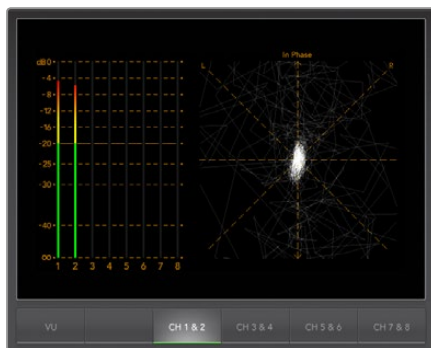 In Phase
dB0
-4
-8
-12
-16
-20
-25
-30
-40
∞
1 2 3 4 5 6 7 8
L
R
VU
CH 1 & 2
CH 3 & 4
CH 5 & 6
CH 7 & 8